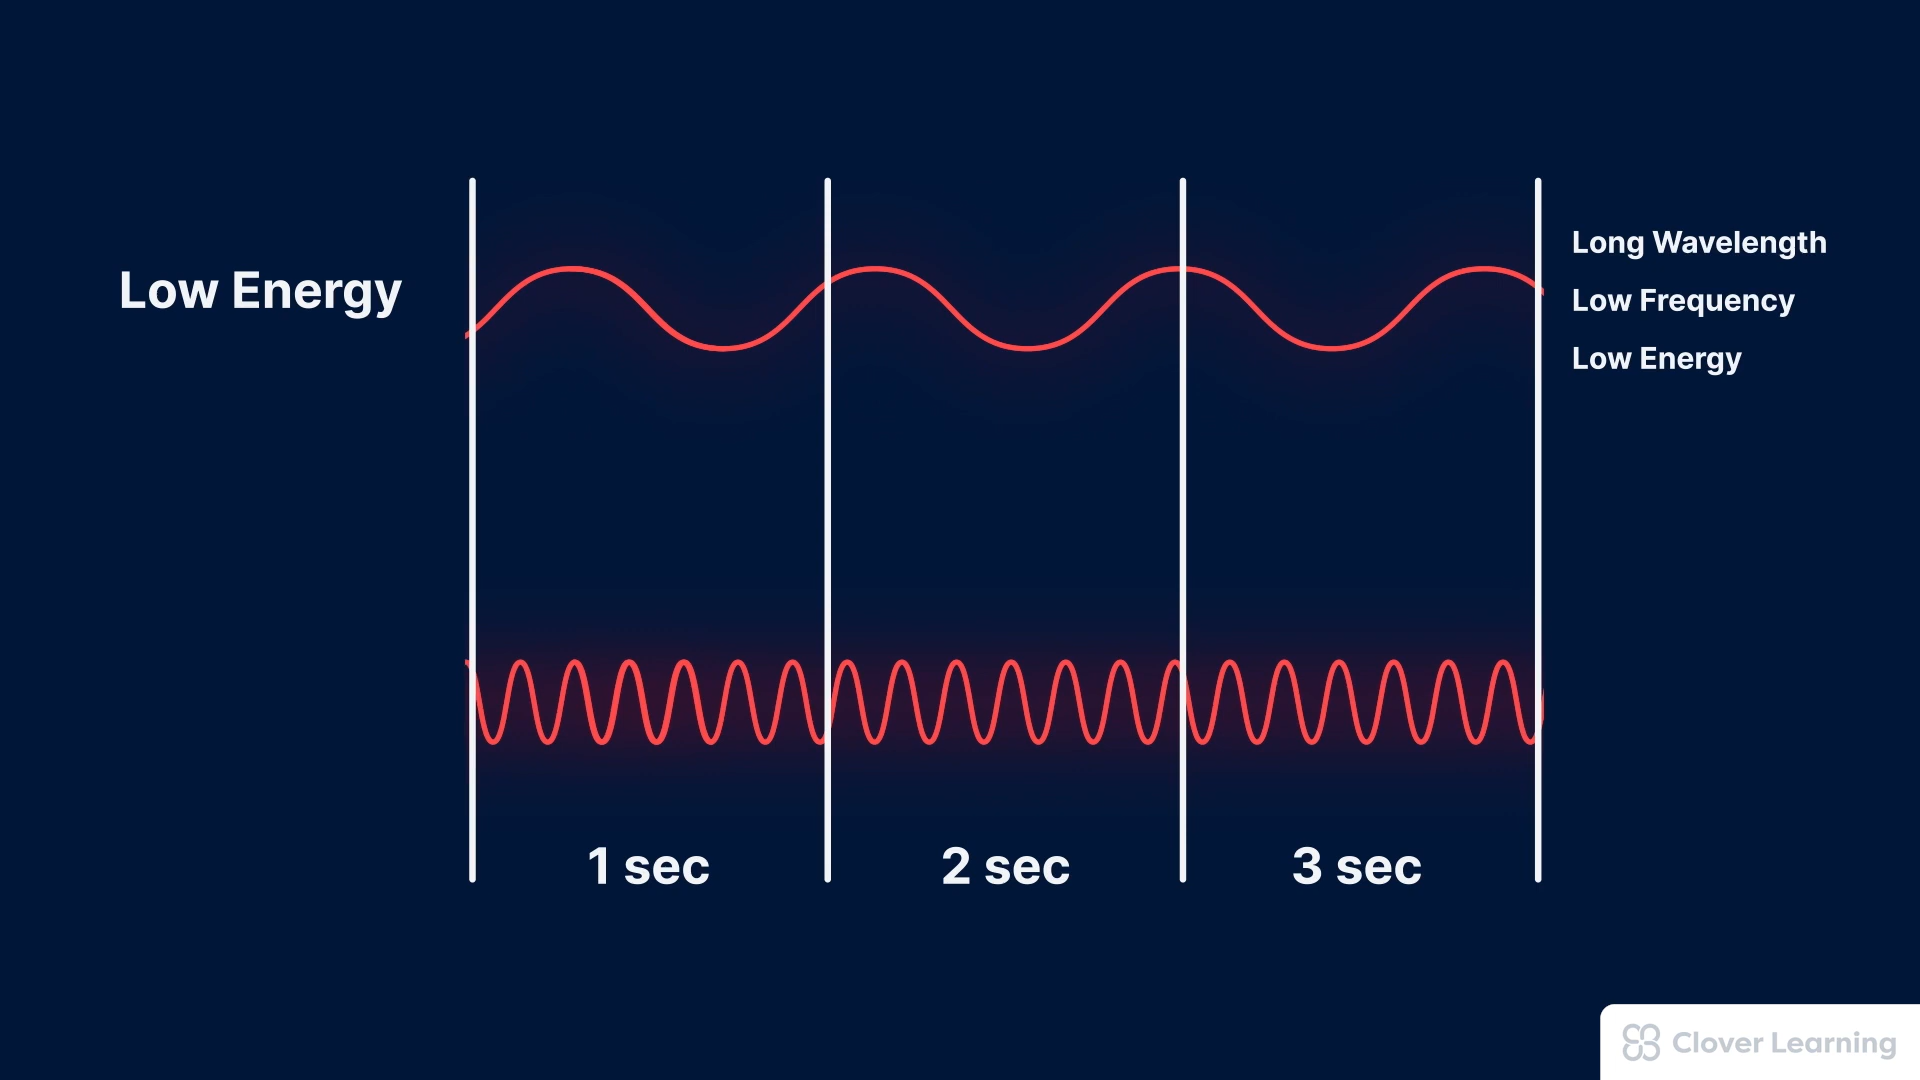 Low Energy
Long Wavelength
Low Frequency
Low Energy
1 sec
2 sec
3 sec
Clover Learning